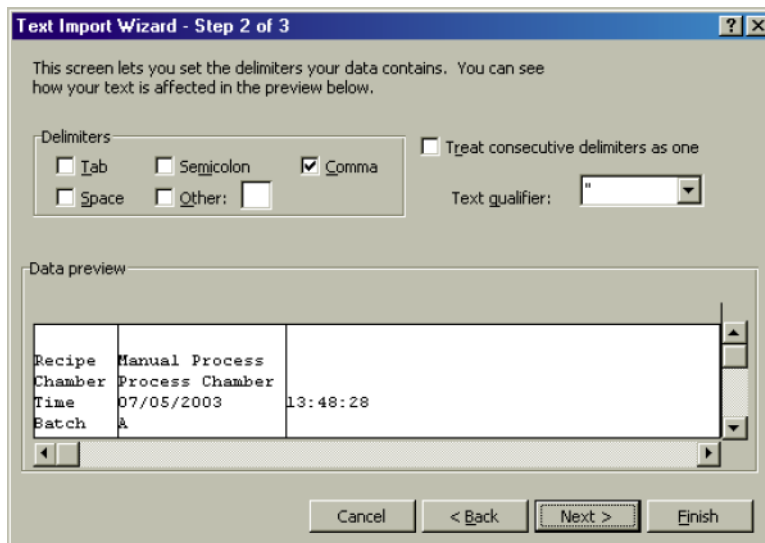 Text Import Wizard - Step 2 of 3
? X
This screen lets you set the delimiters your data contains. You can see
how your text is affected in the preview below.
Delimiters
Tab Semicolon Comma
Space Other:
Treat consecutive delimiters as one
Text qualifier: "
Data preview
Recipe Manual Process
Chamber Process Chamber
Time 07/05/2003 13:48:28
Batch A
Cancel < Back Next > Finish